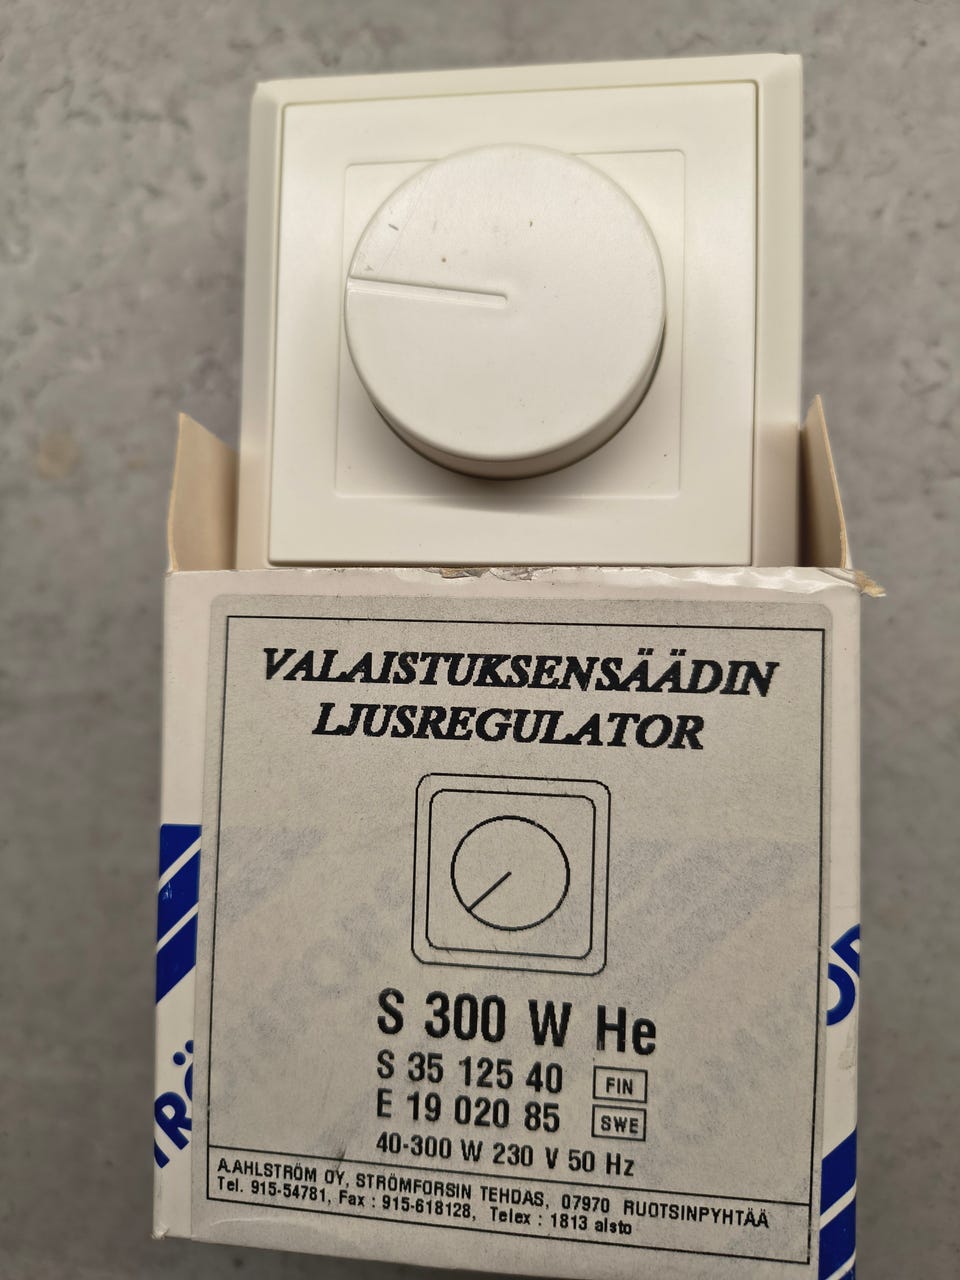 VALAISTUKSENSÄÄDIN
LJUSREGULATOR
S 300 W He
S 35 125 40 FIN
E 19 020 85 SWE
40-300 W 230 V 50 Hz
A.AHLSTRÖM OY, STRÖMFORSIN TEHDAS, 07970 RUOTSINPYHTÄÄ
Tel. 915-54781, Fax : 915-618128, Telex : 1813 alsto